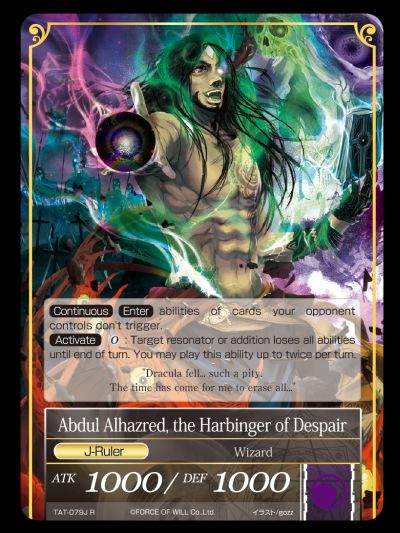 Continuous Enter abilities of cards your opponent
controls don't trigger.
Activate 0 : Target resonator or addition loses all abilities
until end of turn. You may play this ability up to twice per turn.
"Dracula fell... such a pity.
The time has come for me to erase all..."
Abdul Alhazred, the Harbinger of Despair
J-Ruler Wizard
ATK 1000 / DEF 1000
TAT-079J R ©FORCE OF WILL Co.,Ltd. イラスト/gozz